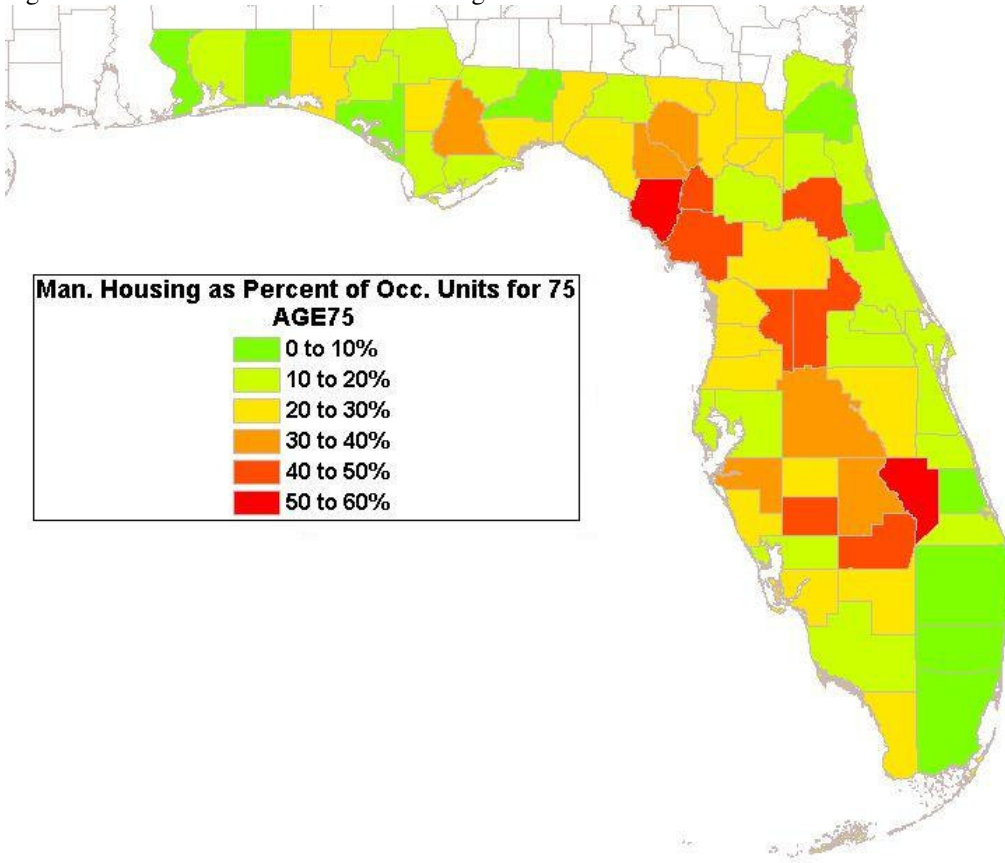 Man. Housing as Percent of Occ. Units for 75
AGE75
0 to 10%
10 to 20%
20 to 30%
30 to 40%
40 to 50%
50 to 60%